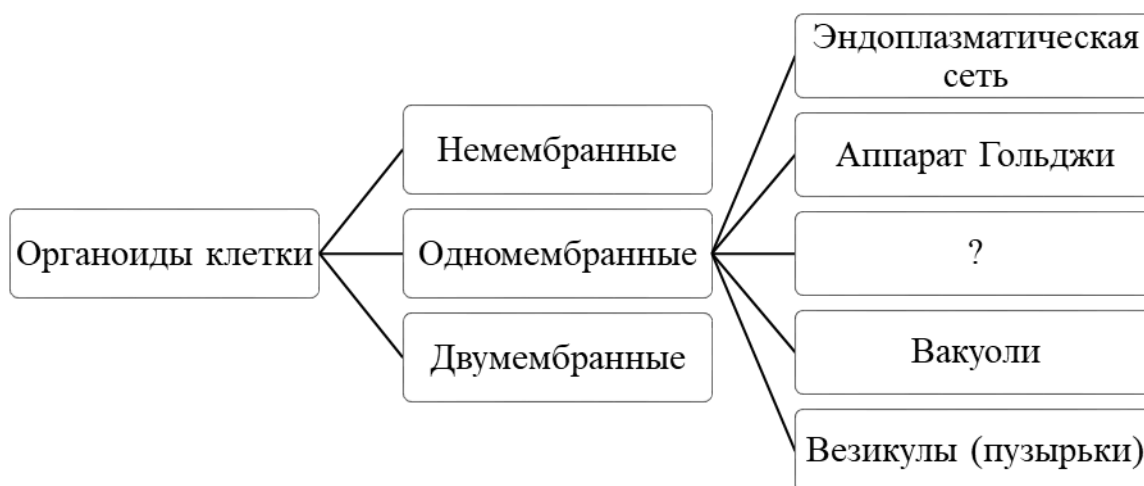 Органоиды клетки
Немембранные
Одномембранные
Двумембранные
Эндоплазматическая
сеть
Аппарат Гольджи
?
Вакуоли
Везикулы (пузырьки)